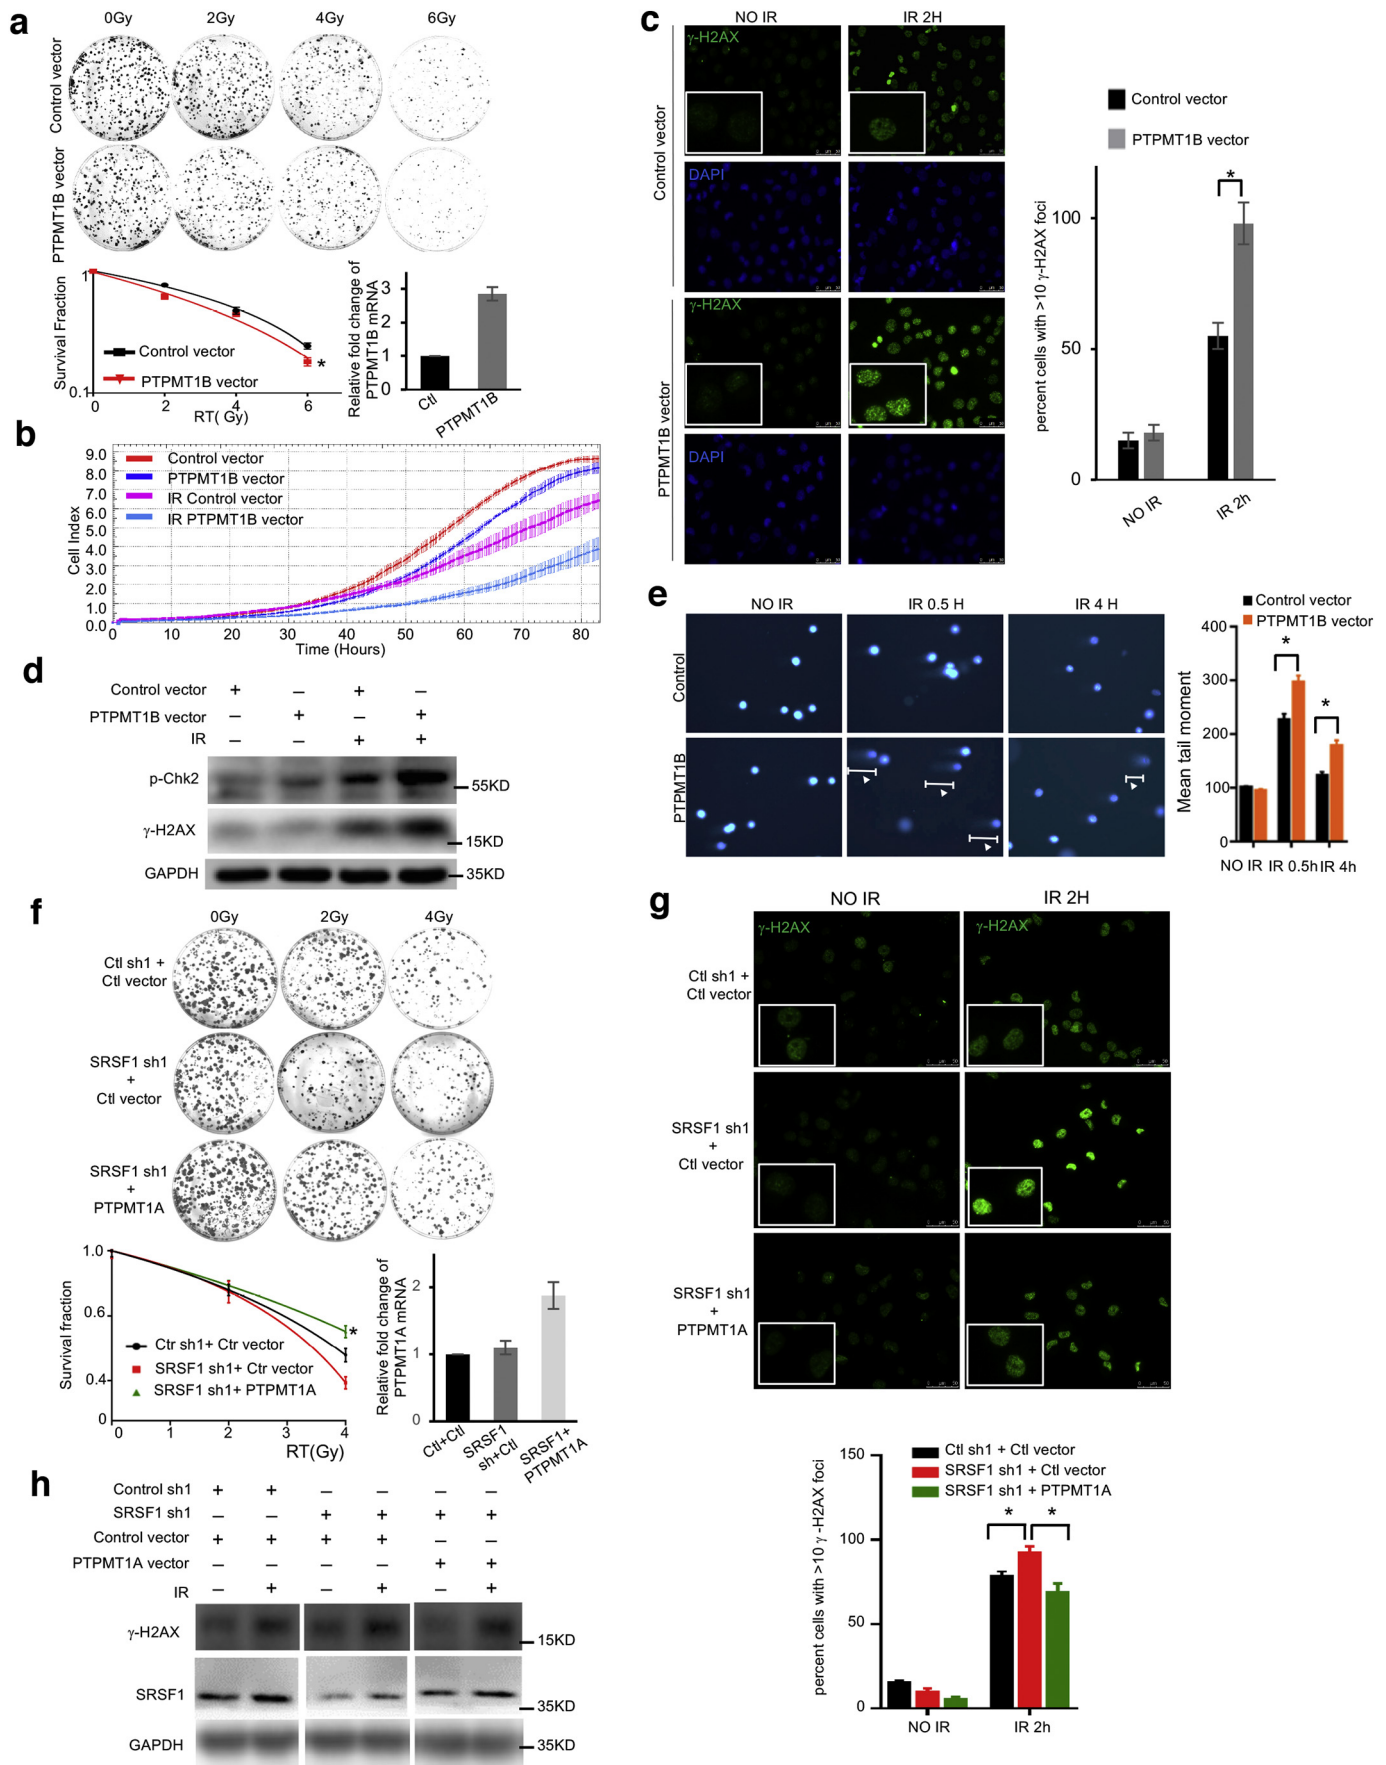 a
0Gy 2Gy 4Gy 6Gy
Control vector
PTPMT1B vector
Survival Fraction
1
0.1
Control vector
PTPMT1B vector
0 2 4 6
RT( Gy)
Relative fold change of
PTPMT1B mRNA
3
2
1
0
Ctl PTPMT1B
*
b
Cell Index
9.0
8.0
7.0
6.0
5.0
4.0
3.0
2.0
1.0
0.0
Control vector
PTPMT1B vector
IR Control vector
IR PTPMT1B vector
0 10 20 30 40 50 60 70 80
Time (Hours)
c
NO IR IR 2H
Control vector
PTPMT1B vector
γ-H2AX
DAPI
γ-H2AX
DAPI
Control vector
PTPMT1B vector
percent cells with >10 γ-H2AX foci
100
50
0
*
NO IR IR 2h
d
Control vector + – + –
PTPMT1B vector – + – +
IR – – + +
p-Chk2 55KD
γ-H2AX 15KD
GAPDH 35KD
e
NO IR IR 0.5 H IR 4 H
Control
PTPMT1B
Control vector
PTPMT1B vector
Mean tail moment
400
300
200
100
0
* *
NO IR IR 0.5h IR 4h
f
0Gy 2Gy 4Gy
Ctl sh1 +
Ctl vector
SRSF1 sh1
+
Ctl vector
SRSF1 sh1
+
PTPMT1A
Survival fraction
1.0
0.6
0.4
0
Ctr sh1+ Ctr vector
SRSF1 sh1+ Ctr vector
SRSF1 sh1+ PTPMT1A
*
0 1 2 3 4
RT(Gy)
Relative fold change of
PTPMT1A mRNA
2
1
0
Ctl+Ctl
SRSF1
sh+Ctl
SRSF1+
PTPMT1A
g
NO IR IR 2H
γ-H2AX γ-H2AX
Ctl sh1 +
Ctl vector
SRSF1 sh1
+
Ctl vector
SRSF1 sh1
+
PTPMT1A
Ctl sh1 + Ctl vector
SRSF1 sh1 + Ctl vector
SRSF1 sh1 + PTPMT1A
percent cells with >10 γ -H2AX foci
150
100
50
0
* *
NO IR IR 2h
h
Control sh1 + + – – – –
SRSF1 sh1 – – + + + +
Control vector + + + + – –
PTPMT1A vector – – – – + +
IR – + – + – +
γ-H2AX 15KD
SRSF1 35KD
GAPDH 35KD